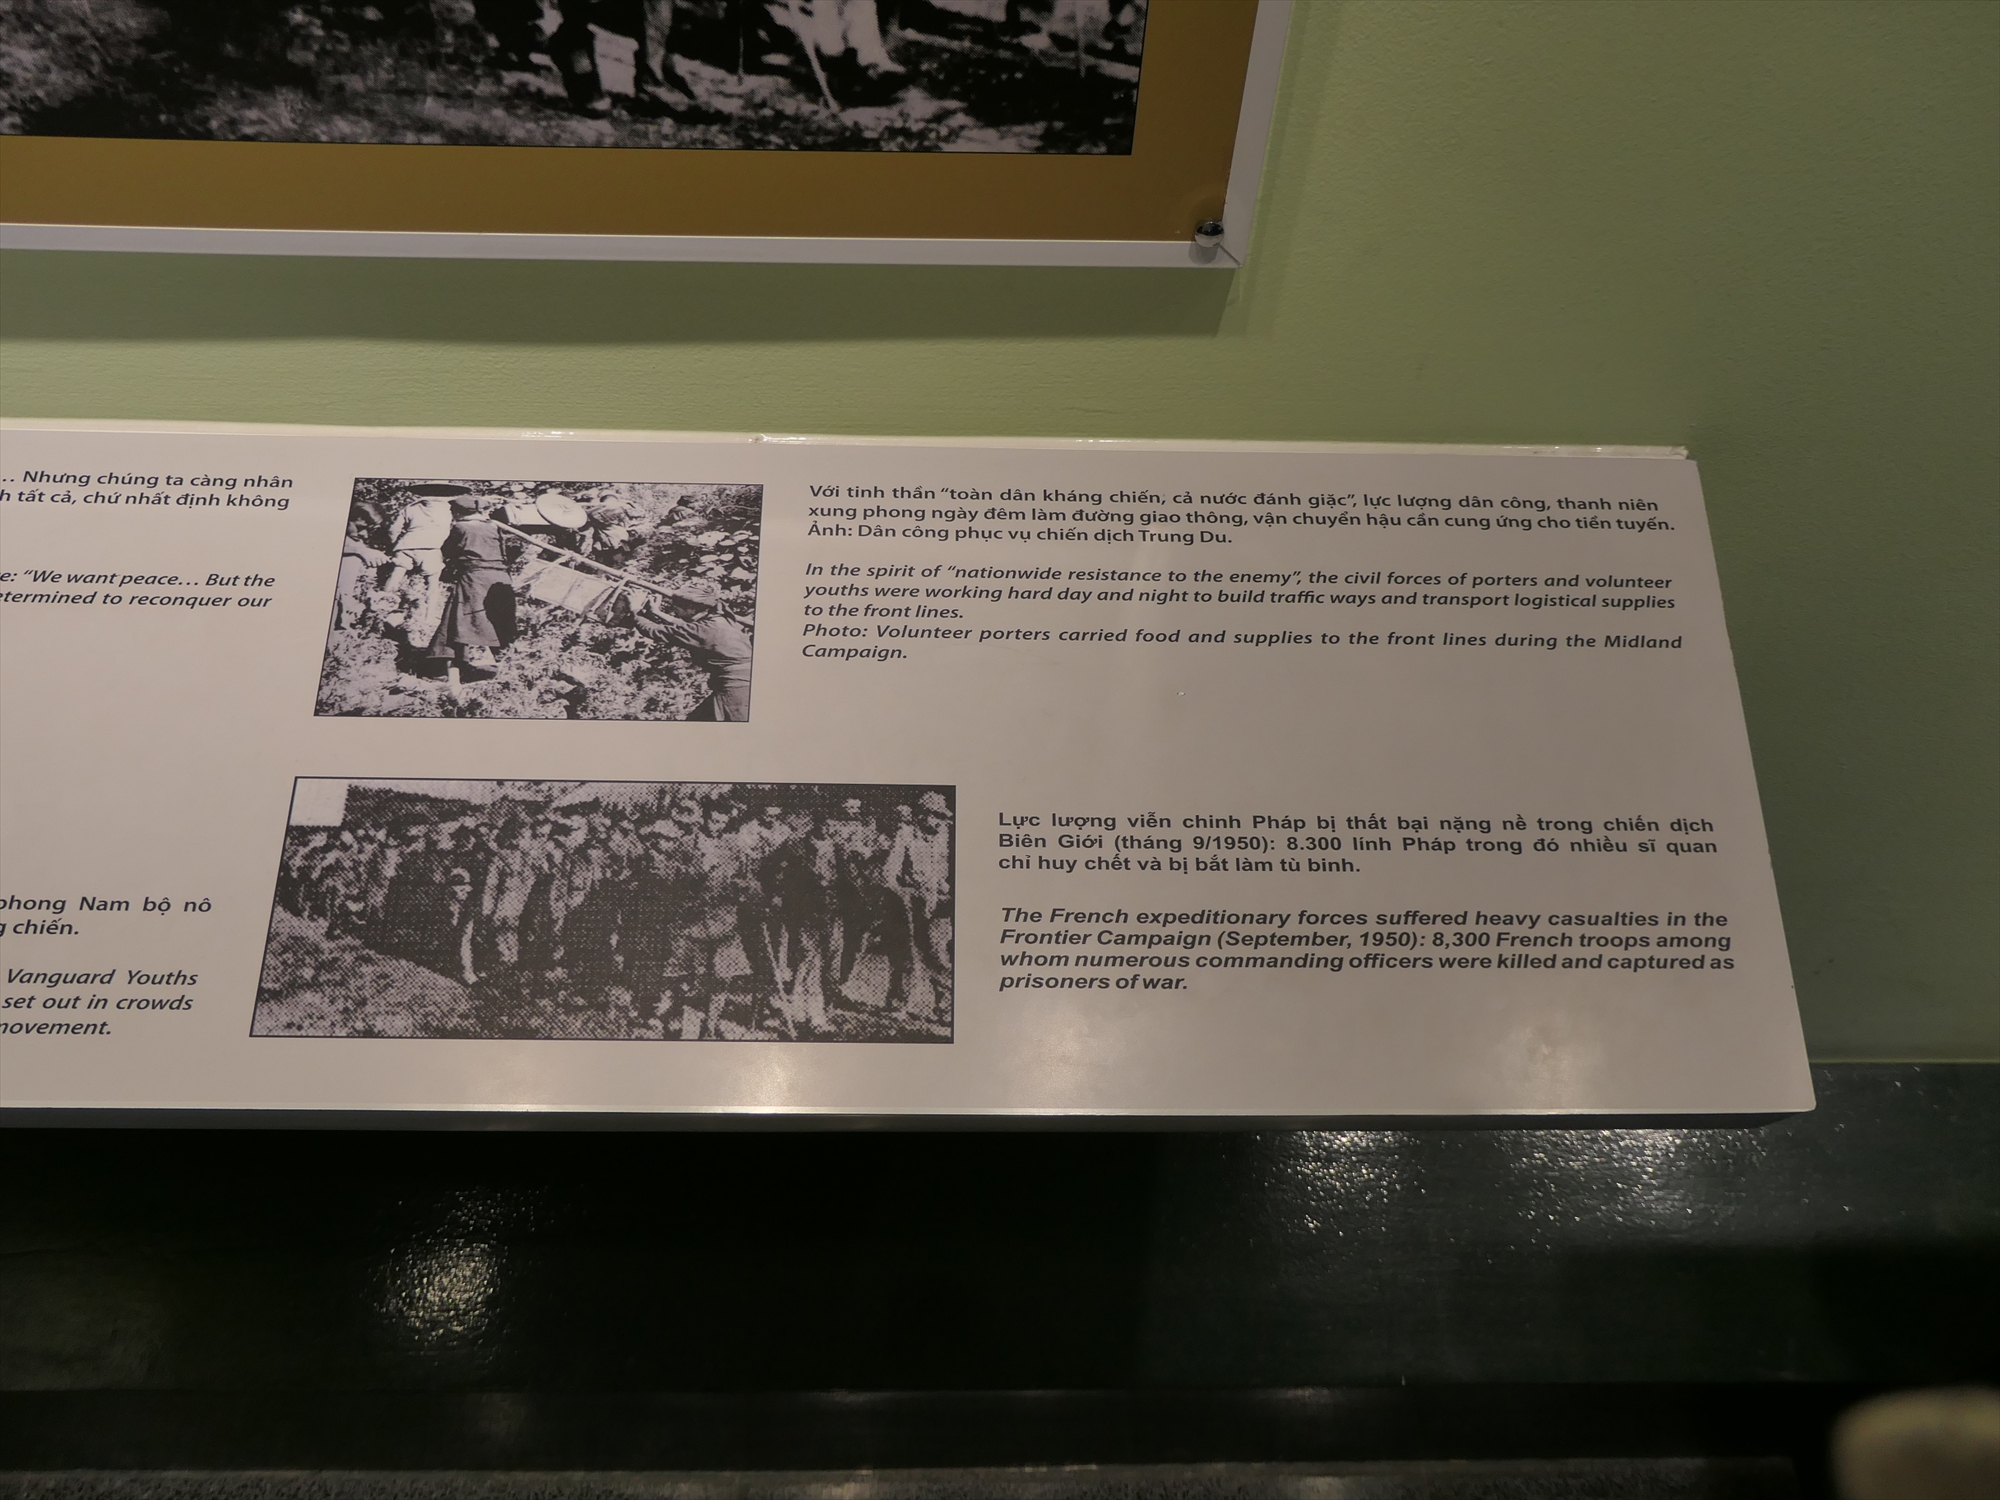 … Nhưng chúng ta càng nhân
tất cả, chứ nhất định không
“We want peace… But the
determined to reconquer our
phong Nam bộ nô
chiến.
Vanguard Youths
set out in crowds
movement.
Với tinh thần “toàn dân kháng chiến, cả nước đánh giặc”, lực lượng dân công, thanh niên
xung phong ngày đêm làm đường giao thông, vận chuyển hậu cần cung ứng cho tiền tuyến.
Ảnh: Dân công phục vụ chiến dịch Trung Du.
In the spirit of “nationwide resistance to the enemy”, the civil forces of porters and volunteer
youths were working hard day and night to build traffic ways and transport logistical supplies
to the front lines.
Photo: Volunteer porters carried food and supplies to the front lines during the Midland
Campaign.
Lực lượng viễn chinh Pháp bị thất bại nặng nề trong chiến dịch
Biên Giới (tháng 9/1950): 8.300 lính Pháp trong đó nhiều sĩ quan
chỉ huy chết và bị bắt làm tù binh.
The French expeditionary forces suffered heavy casualties in the
Frontier Campaign (September, 1950): 8,300 French troops among
whom numerous commanding officers were killed and captured as
prisoners of war.